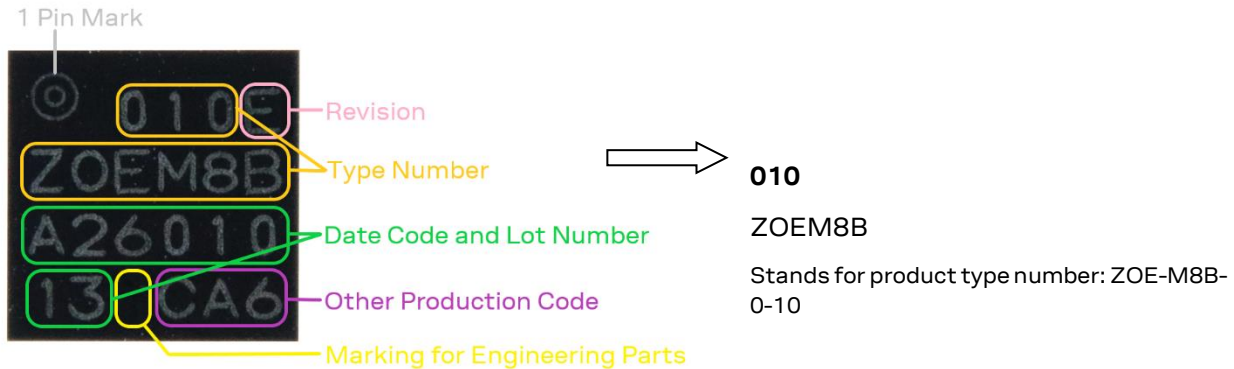 1 Pin Mark
010E
Revision
ZOEM8B
Type Number
A26010
Date Code and Lot Number
13 CA6
Other Production Code
Marking for Engineering Parts
010
ZOEM8B
Stands for product type number: ZOE-M8B-
0-10